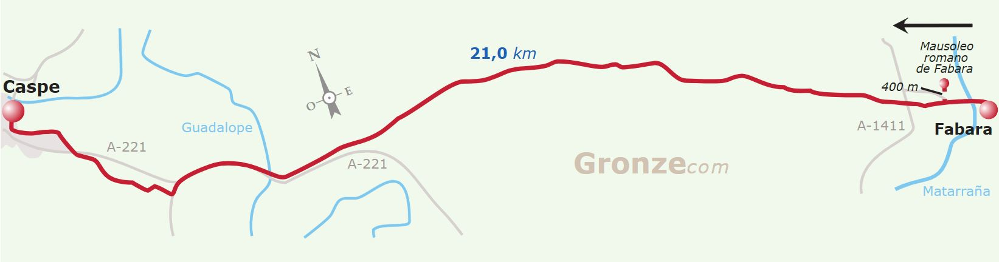 21,0 km
Mausoleo
romano
de Fabara
400 m
Caspe
N
O
E
Guadalope
A-221
A-221
A-1411
Fabara
Gronze.com
Matarraña